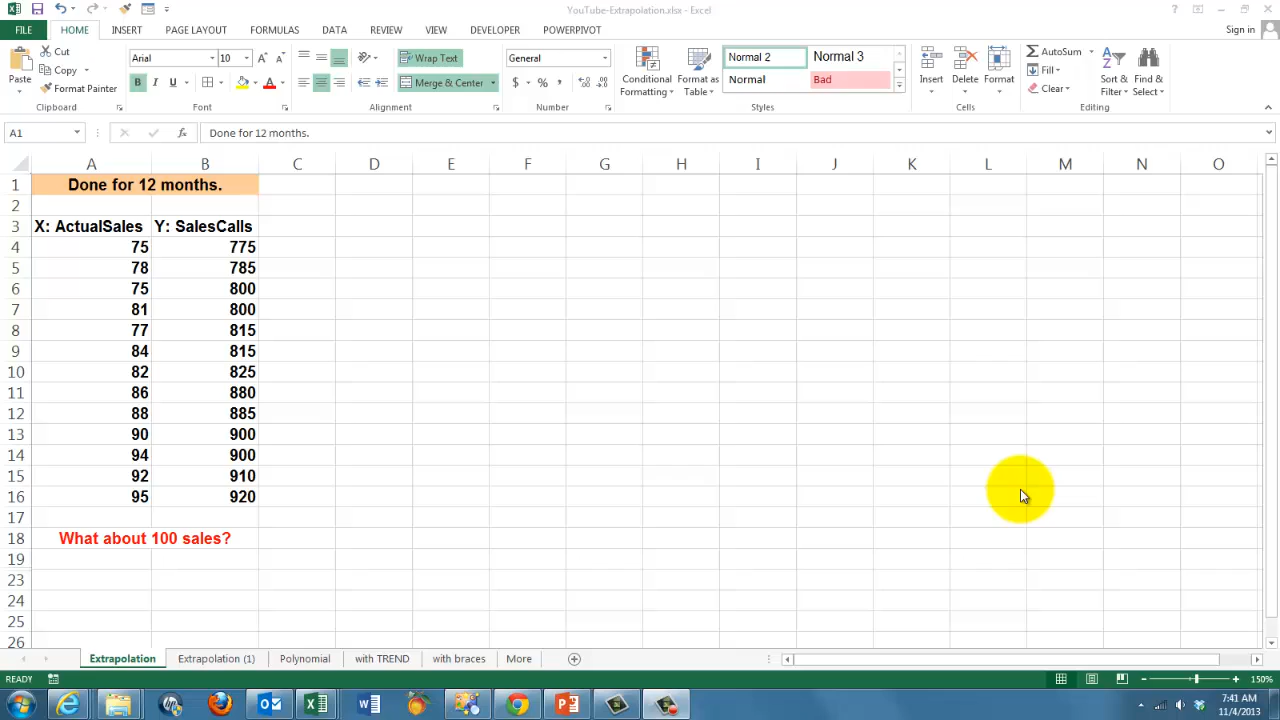 YouTube-Extrapolation.xlsx - Excel
FILE HOME INSERT PAGE LAYOUT FORMULAS DATA REVIEW VIEW DEVELOPER POWERPIVOT Sign in
Paste Cut Copy Format Painter Clipboard
Arial 10 A A B I U A Font
Wrap Text Merge & Center Alignment
General $ % , Number
Conditional Formatting Format as Table Normal 2 Normal 3 Normal Bad Styles
Insert Delete Format Cells
AutoSum Fill Clear Sort & Filter Find & Select Editing
A1 fx Done for 12 months.
A B C D E F G H I J K L M N O
1 Done for 12 months.
2
3 X: ActualSales Y: SalesCalls
4 75 775
5 78 785
6 75 800
7 81 800
8 77 815
9 84 815
10 82 825
11 86 880
12 88 885
13 90 900
14 94 900
15 92 910
16 95 920
17
18 What about 100 sales?
19
23
24
25
26
Extrapolation Extrapolation (1) Polynomial with TREND with braces More
READY 150%
7:41 AM
11/4/2013